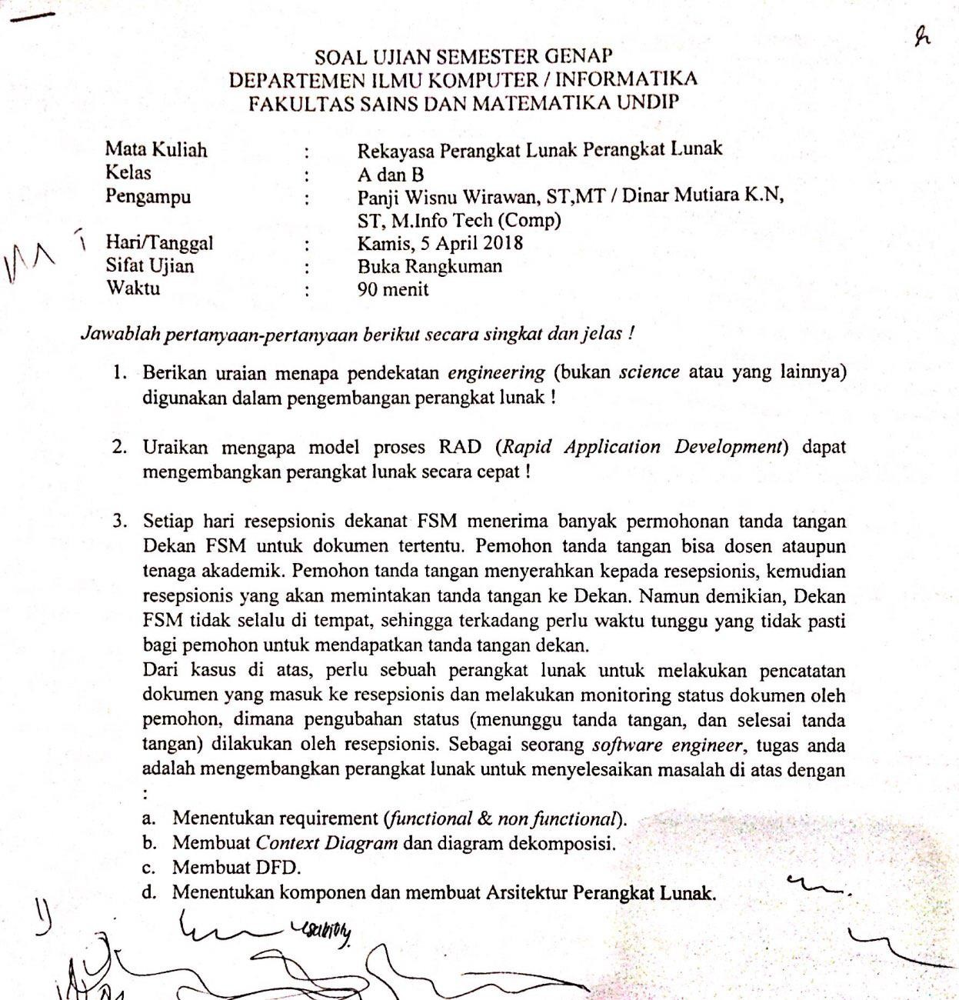 SOAL UJIAN SEMESTER GENAP
DEPARTEMEN ILMU KOMPUTER / INFORMATIKA
FAKULTAS SAINS DAN MATEMATIKA UNDIP
Mata Kuliah : Rekayasa Perangkat Lunak Perangkat Lunak
Kelas : A dan B
Pengampu : Panji Wisnu Wirawan, ST,MT / Dinar Mutiara K.N,
ST, M.Info Tech (Comp)
Hari/Tanggal : Kamis, 5 April 2018
Sifat Ujian : Buka Rangkuman
Waktu : 90 menit
Jawablah pertanyaan-pertanyaan berikut secara singkat dan jelas !
1. Berikan uraian menapa pendekatan engineering (bukan science atau yang lainnya)
digunakan dalam pengembangan perangkat lunak !
2. Uraikan mengapa model proses RAD (Rapid Application Development) dapat
mengembangkan perangkat lunak secara cepat !
3. Setiap hari resepsionis dekanat FSM menerima banyak permohonan tanda tangan
Dekan FSM untuk dokumen tertentu. Pemohon tanda tangan bisa dosen ataupun
tenaga akademik. Pemohon tanda tangan menyerahkan kepada resepsionis, kemudian
resepsionis yang akan memintakan tanda tangan ke Dekan. Namun demikian, Dekan
FSM tidak selalu di tempat, sehingga terkadang perlu waktu tunggu yang tidak pasti
bagi pemohon untuk mendapatkan tanda tangan dekan.
Dari kasus di atas, perlu sebuah perangkat lunak untuk melakukan pencatatan
dokumen yang masuk ke resepsionis dan melakukan monitoring status dokumen oleh
pemohon, dimana pengubahan status (menunggu tanda tangan, dan selesai tanda
tangan) dilakukan oleh resepsionis. Sebagai seorang software engineer, tugas anda
adalah mengembangkan perangkat lunak untuk menyelesaikan masalah di atas dengan
:
a. Menentukan requirement (functional & non functional).
b. Membuat Context Diagram dan diagram dekomposisi.
c. Membuat DFD.
d. Menentukan komponen dan membuat Arsitektur Perangkat Lunak.
1)
usability